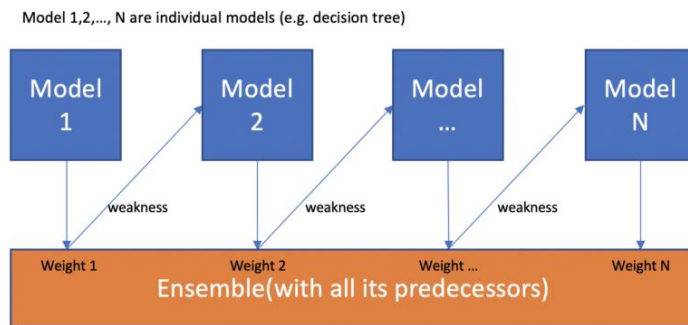 Model 1,2,…, N are individual models (e.g. decision tree)
Model
1
Model
2
Model
...
Model
N
weakness
weakness
weakness
Weight 1
Weight 2
Weight ...
Weight N
Ensemble(with all its predecessors)